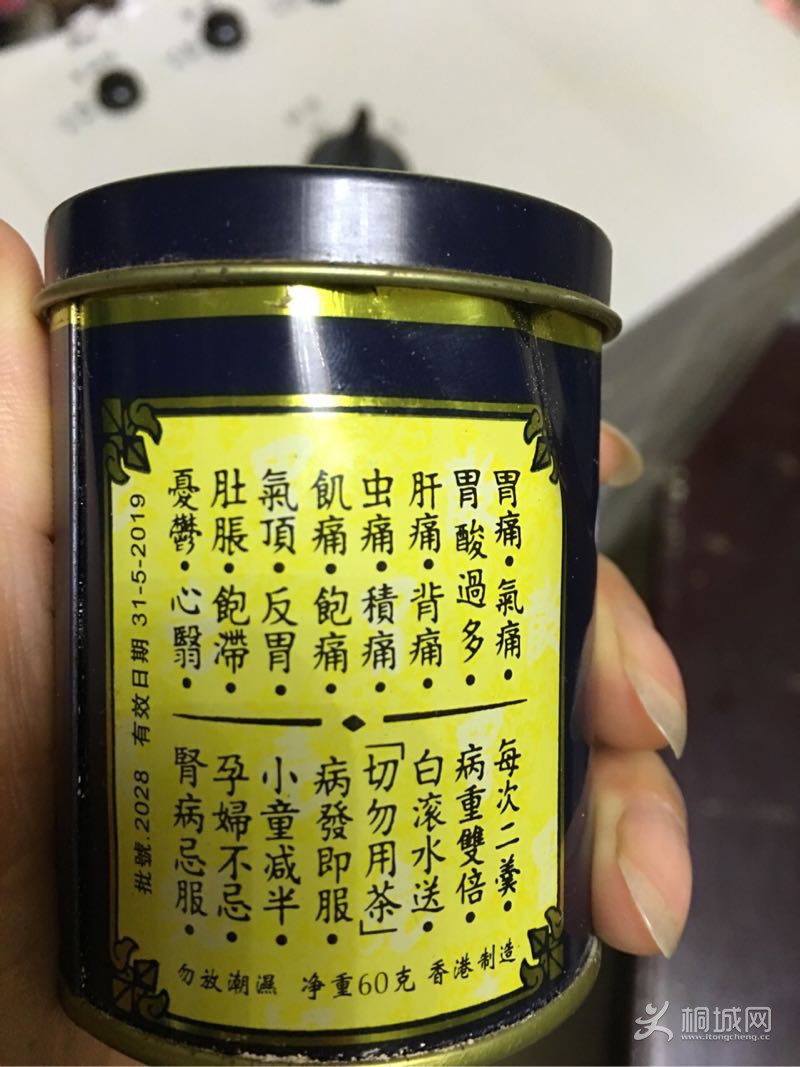 胃痛·氣痛·
胃酸過多·
肝痛·背痛·
虫痛·積痛·
飢痛·飽痛·
氣頂·反胃·
肚脹·飽滯·
憂鬱·心翳·
每次二羹·
病重雙倍·
白滚水送·
「切勿用茶」
病發即服·
小童减半·
孕婦不忌·
腎病忌服·
批號.2028 有效日期 31-5-2019
勿放潮濕 净重60克 香港制造
桐城网
www.itongcheng.cc